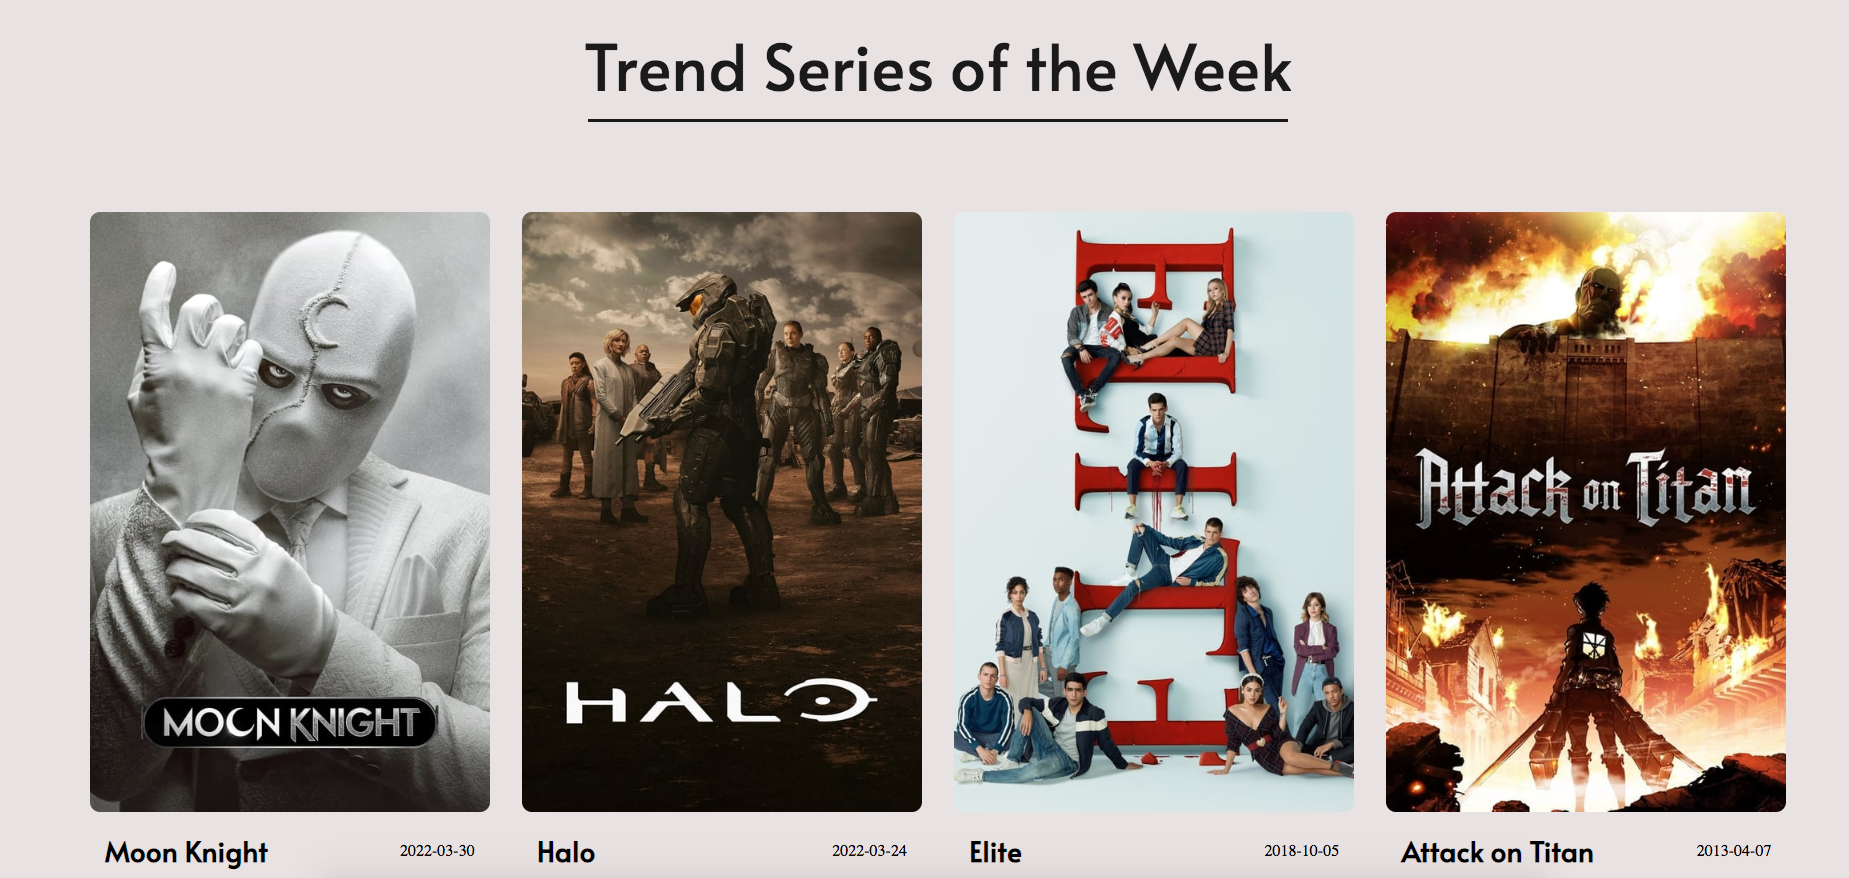 Trend Series of the Week
MOON KNIGHT
HALO
ELITE
Attack on Titan
Moon Knight
2022-03-30
Halo
2022-03-24
Elite
2018-10-05
Attack on Titan
2013-04-07